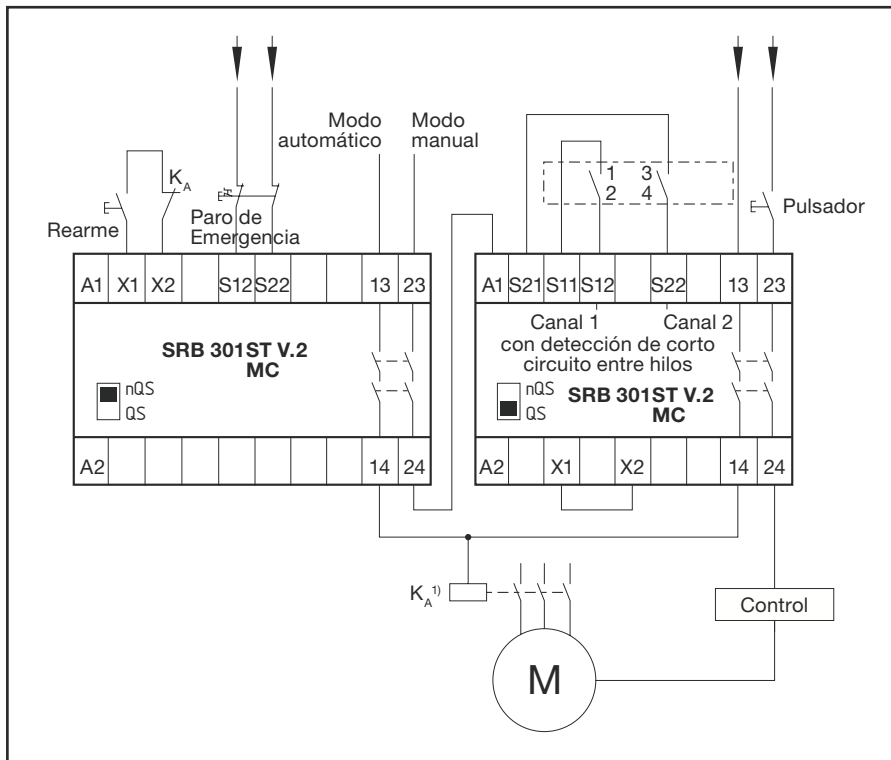 Modo
automático
Modo
manual
K_A
Rearme
Paro de
Emergencia
1 3
2 4
Pulsador
A1 X1 X2 S12 S22 13 23
SRB 301ST V.2
MC
nQS
QS
A2 14 24
A1 S21 S11 S12 S22 13 23
Canal 1 Canal 2
con detección de corto
circuito entre hilos
nQS
QS
SRB 301ST V.2
MC
A2 X1 X2 14 24
K_A 1)
Control
M